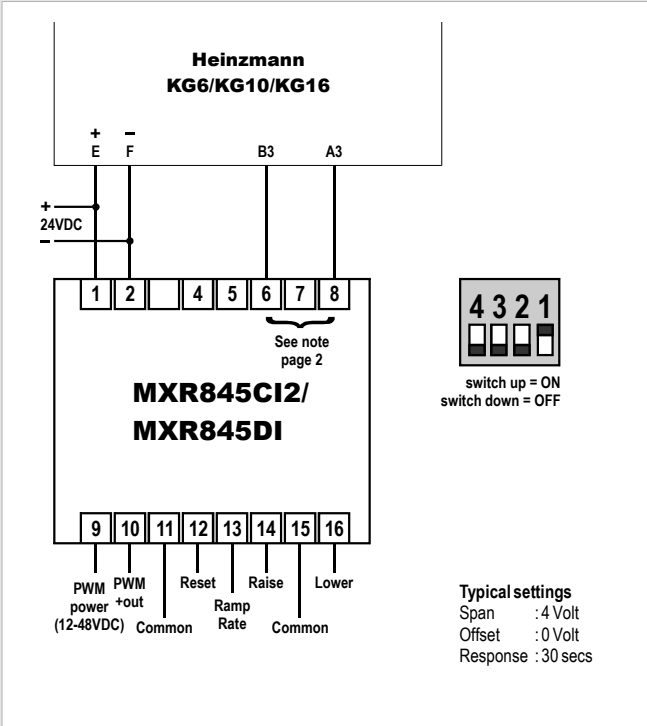 Heinzmann
KG6/KG10/KG16
+ −
E F B3 A3
+
24VDC
−
1 2 4 5 6 7 8
See note
page 2
4 3 2 1
switch up = ON
switch down = OFF
MXR845CI2/
MXR845DI
9 10 11 12 13 14 15 16
PWM
power
(12-48VDC)
PWM
+out
Common
Reset
Ramp
Rate
Raise
Common
Lower
Typical settings
Span : 4 Volt
Offset : 0 Volt
Response : 30 secs